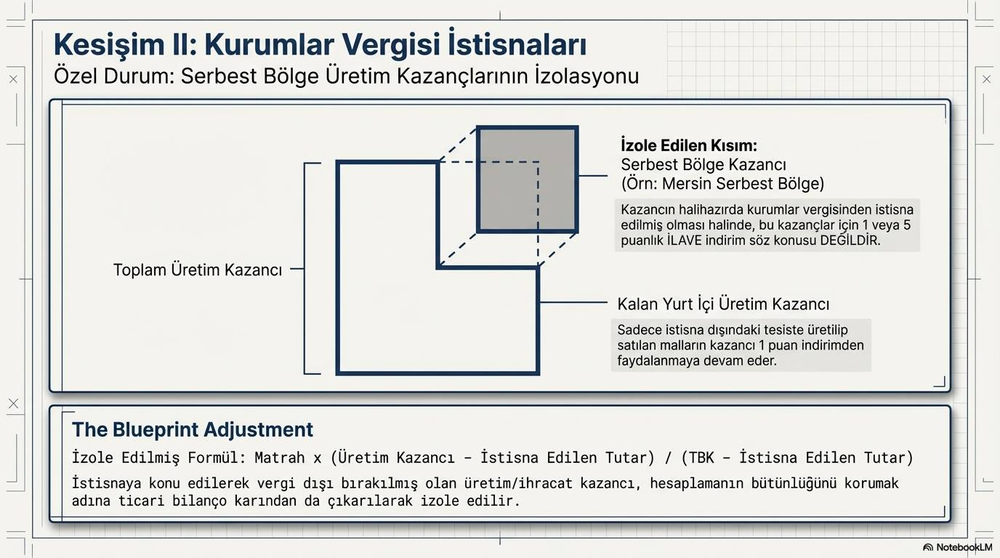 Kesişim II: Kurumlar Vergisi İstisnaları
Özel Durum: Serbest Bölge Üretim Kazançlarının İzolasyonu
Toplam Üretim Kazancı
İzole Edilen Kısım:
Serbest Bölge Kazancı
(Örn: Mersin Serbest Bölge)
Kazancın halihazırda kurumlar vergisinden istisna
edilmiş olması halinde, bu kazançlar için 1 veya 5
puanlık İLAVE indirim söz konusu DEĞİLDİR.
Kalan Yurt İçi Üretim Kazancı
Sadece istisna dışındaki tesiste üretilip
satılan malların kazancı 1 puan indirimden
faydalanmaya devam eder.
The Blueprint Adjustment
İzole Edilmiş Formül: Matrah x (Üretim Kazancı – İstisna Edilen Tutar) / (TBK – İstisna Edilen Tutar)
İstisnaya konu edilerek vergi dışı bırakılmış olan üretim/ihracat kazancı, hesaplamanın bütünlüğünü korumak
adına ticari bilanço karından da çıkarılarak izole edilir.
NotebookLM